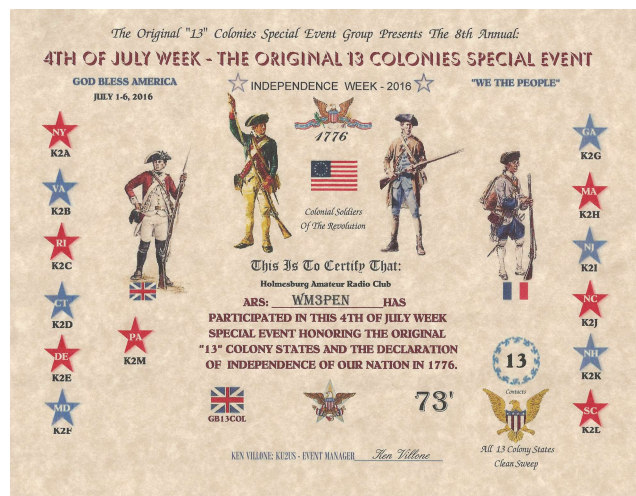 The Original "13" Colonies Special Event Group Presents The 8th Annual:
4TH OF JULY WEEK - THE ORIGINAL 13 COLONIES SPECIAL EVENT
GOD BLESS AMERICA
JULY 1-6, 2016
INDEPENDENCE WEEK - 2016
"WE THE PEOPLE"
1776
NY
K2A
VA
K2B
RI
K2C
CT
K2D
DE
K2E
MD
K2F
PA
K2M
GA
K2G
MA
K2H
NJ
K2I
NC
K2J
NH
K2K
SC
K2L
Colonial Soldiers
Of The Revolution
This Is To Certify That:
Holmesburg Amateur Radio Club
ARS: WM3PEN HAS
PARTICIPATED IN THIS 4TH OF JULY WEEK
SPECIAL EVENT HONORING THE ORIGINAL
"13" COLONY STATES AND THE DECLARATION
OF INDEPENDENCE OF OUR NATION IN 1776.
GB13COL
73'
13
Contacts
All 13 Colony States
Clean Sweep
KEN VILLONE: KU2US - EVENT MANAGER Ken Villone